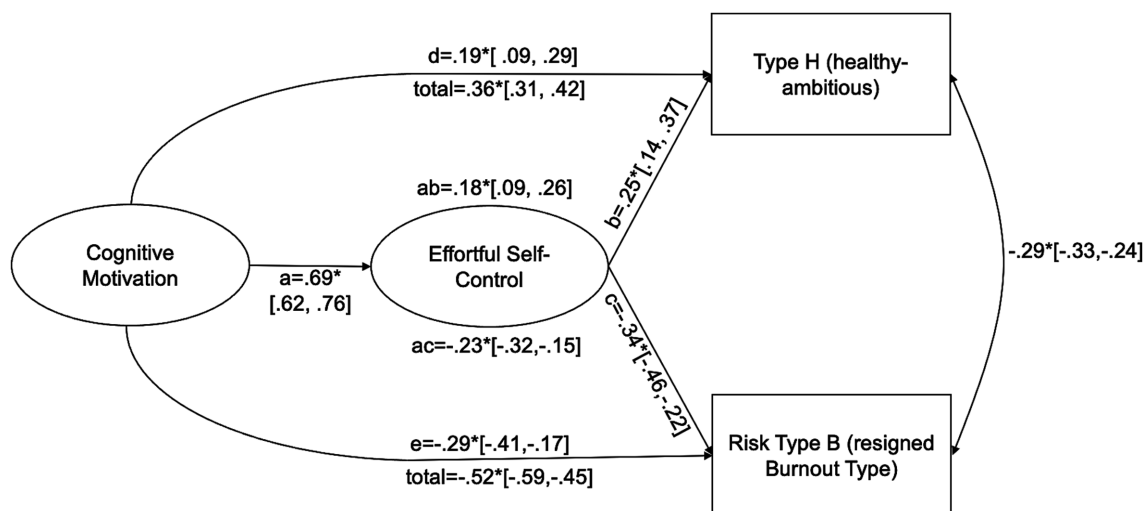 d=.19*[ .09, .29]
total=.36*[.31, .42]
Type H (healthy-
ambitious)
ab=.18*[.09, .26]
b=.25*[.14, .37]
Cognitive
Motivation
a=.69*
[.62, .76]
Effortful Self-
Control
-.29*[-.33,-.24]
ac=-.23*[-.32,-.15]
c=-.34*[-.46,-.22]
e=-.29*[-.41,-.17]
total=-.52*[-.59,-.45]
Risk Type B (resigned
Burnout Type)